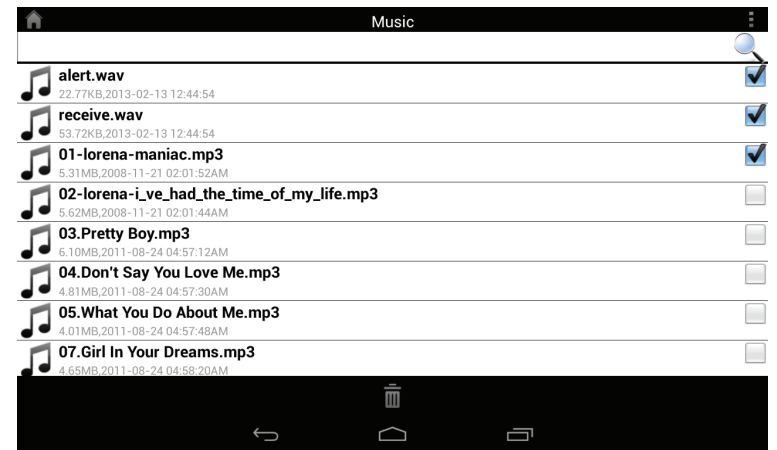 Music
alert.wav
22.77KB,2013-02-13 12:44:54
receive.wav
53.72KB,2013-02-13 12:44:54
01-lorena-maniac.mp3
5.31MB,2008-11-21 02:01:52AM
02-lorena-i_ve_had_the_time_of_my_life.mp3
5.62MB,2008-11-21 02:01:44AM
03.Pretty Boy.mp3
6.10MB,2011-08-24 04:57:12AM
04.Don't Say You Love Me.mp3
4.81MB,2011-08-24 04:57:30AM
05.What You Do About Me.mp3
4.01MB,2011-08-24 04:57:48AM
07.Girl In Your Dreams.mp3
4.65MB,2011-08-24 04:58:20AM